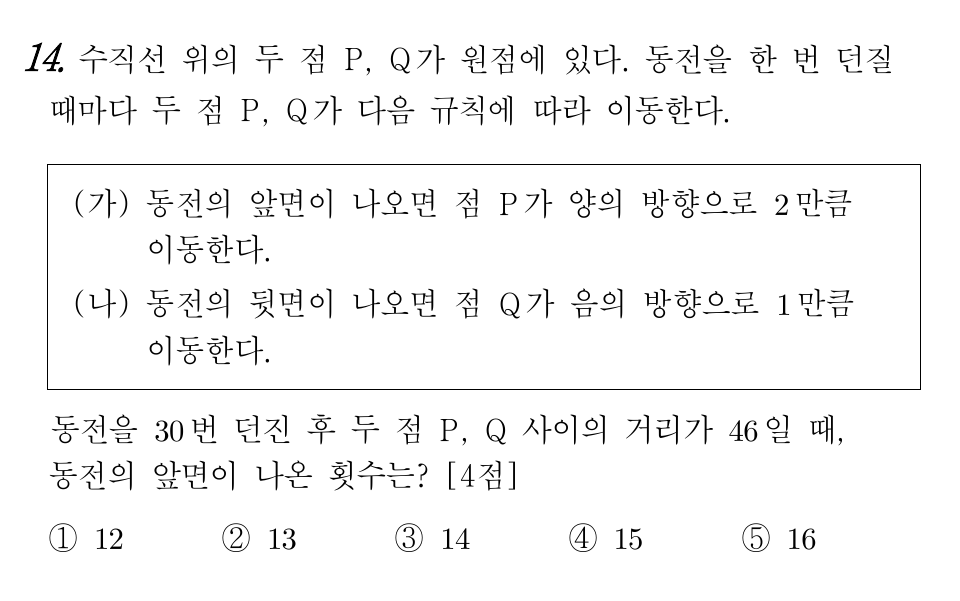 14. 수직선 위의 두 점 P, Q가 원점에 있다. 동전을 한 번 던질
때마다 두 점 P, Q가 다음 규칙에 따라 이동한다.
(가) 동전의 앞면이 나오면 점 P가 양의 방향으로 2만큼
이동한다.
(나) 동전의 뒷면이 나오면 점 Q가 음의 방향으로 1만큼
이동한다.
동전을 30번 던진 후 두 점 P, Q 사이의 거리가 46일 때,
동전의 앞면이 나온 횟수는? [4점]
① 12 ② 13 ③ 14 ④ 15 ⑤ 16